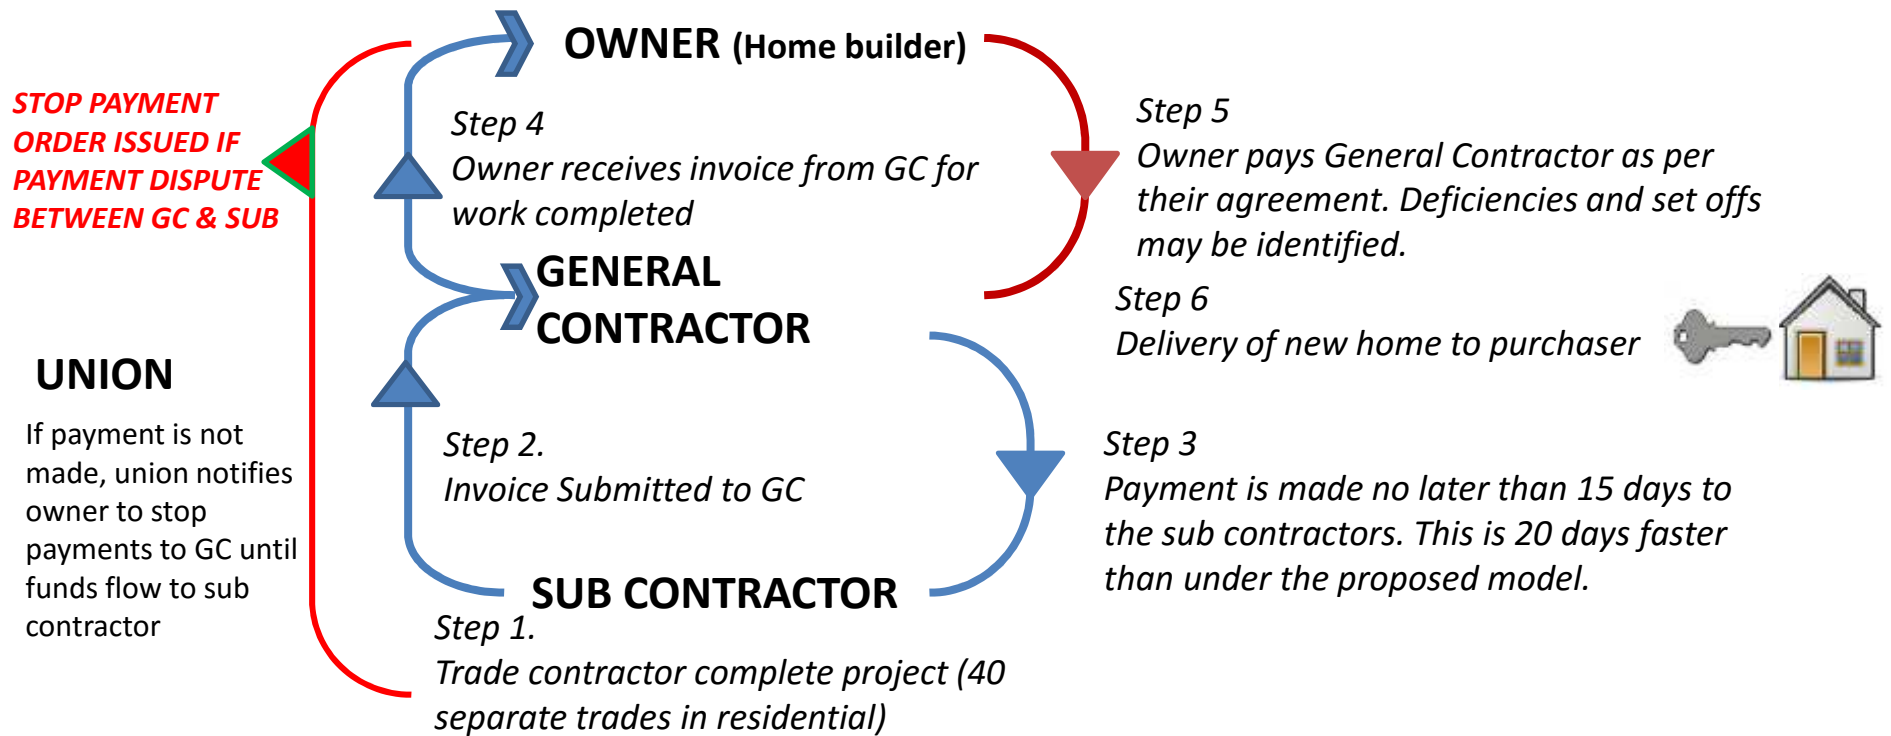 OWNER (Home builder)
STOP PAYMENT
ORDER ISSUED IF
PAYMENT DISPUTE
BETWEEN GC & SUB
Step 4
Owner receives invoice from GC for
work completed
Step 5
Owner pays General Contractor as per
their agreement. Deficiencies and set offs
may be identified.
GENERAL
CONTRACTOR
Step 6
Delivery of new home to purchaser
UNION
If payment is not
made, union notifies
owner to stop
payments to GC until
funds flow to sub
contractor
Step 2.
Invoice Submitted to GC
Step 3
Payment is made no later than 15 days to
the sub contractors. This is 20 days faster
than under the proposed model.
SUB CONTRACTOR
Step 1.
Trade contractor complete project (40
separate trades in residential)